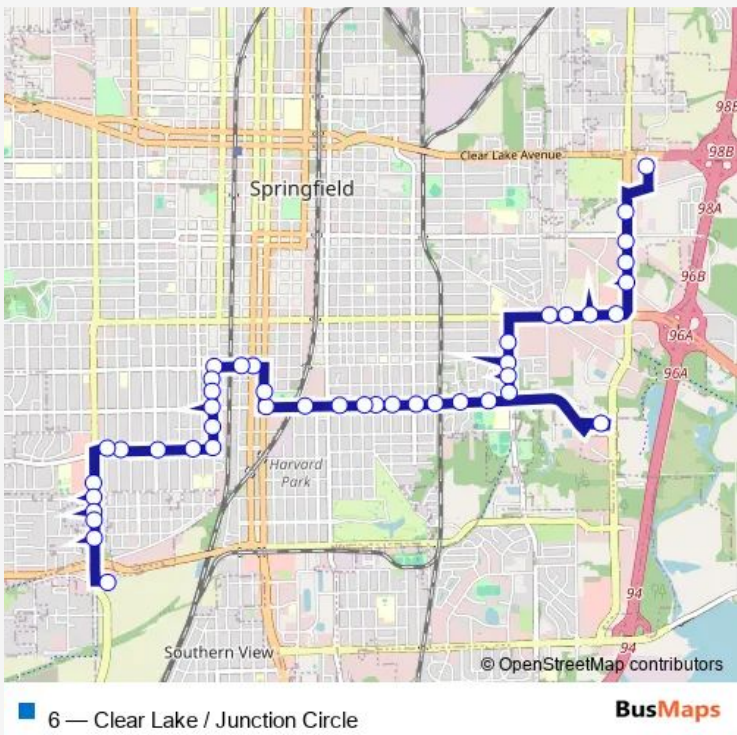 98B
Clear Lake Avenue
98B
Springfield
98A
96B
96A
96A
Harvard
Park
94
94
Southern View
© OpenStreetMap contributors
6 — Clear Lake / Junction Circle
BusMaps